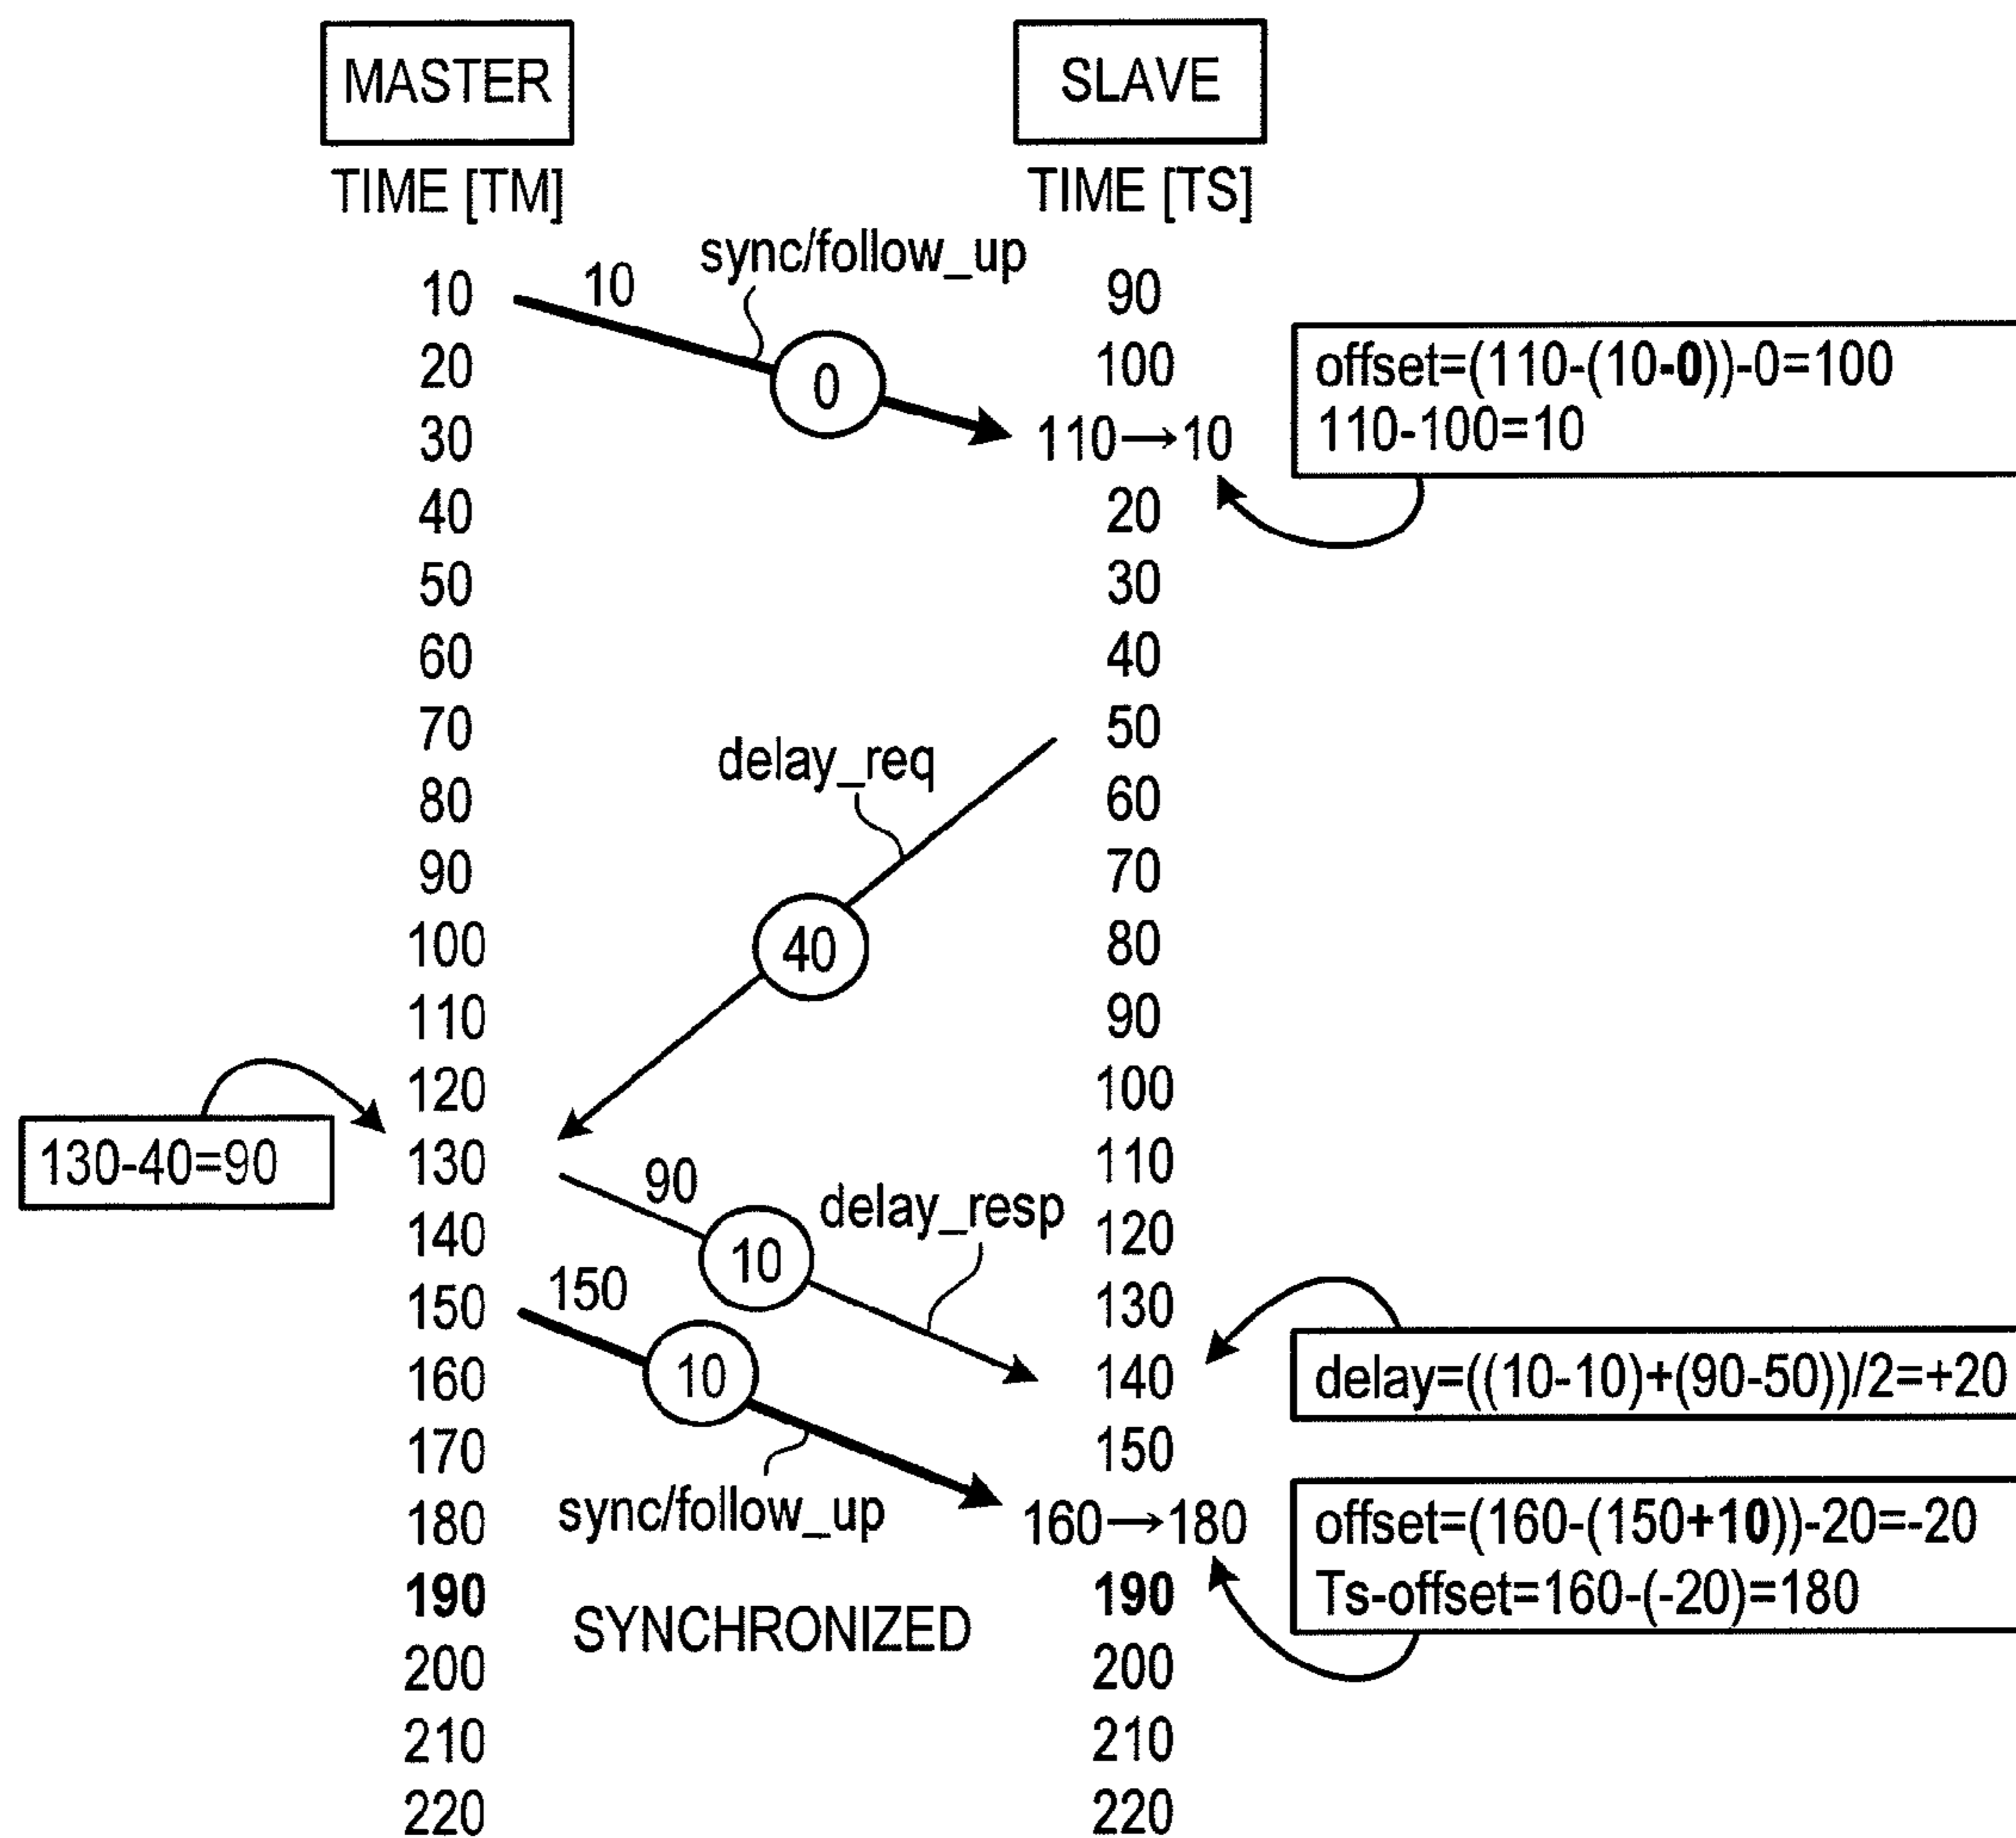 MASTER SLAVE
TIME [TM] TIME [TS]
sync/follow_up
10 10 90
0
20 100
offset=(110-(10-0))-0=100
110-100=10
30 110→10
40 20
50 30
60 40
70 50
delay_req
80 60
90 70
100 40 80
110 90
120 100
130-40=90
130 110
90 delay_resp
140 10 120
150 150 130
160 10 140
delay=((10-10)+(90-50))/2=+20
170 150
180 sync/follow_up 160→180
offset=(160-(150+10))-20=-20
Ts-offset=160-(-20)=180
190 SYNCHRONIZED 190
200 200
210 210
220 220